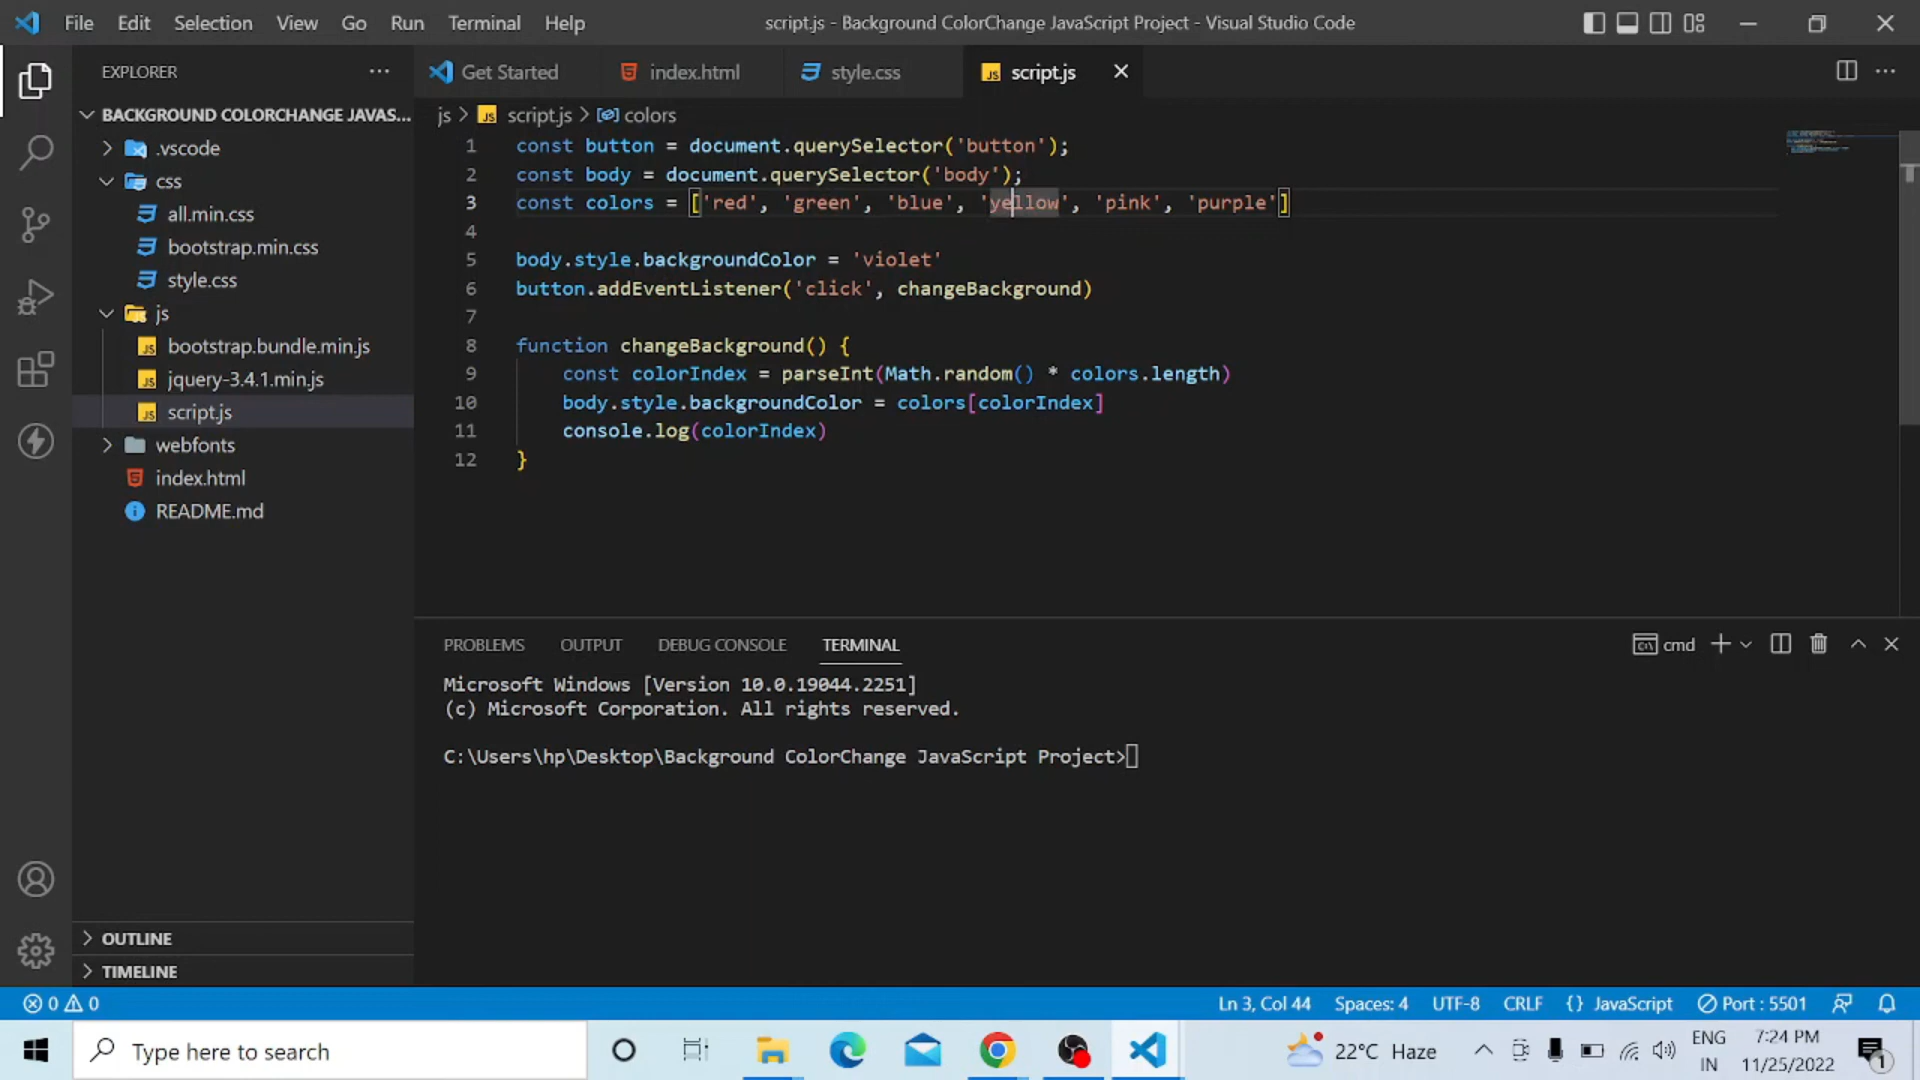 File Edit Selection View Go Run Terminal Help
script.js - Background ColorChange JavaScript Project - Visual Studio Code
EXPLORER
Get Started
index.html
style.css
script.js
BACKGROUND COLORCHANGE JAVAS...
.vscode
css
all.min.css
bootstrap.min.css
style.css
js
bootstrap.bundle.min.js
jquery-3.4.1.min.js
script.js
webfonts
index.html
README.md
OUTLINE
TIMELINE
js > script.js > colors
1 const button = document.querySelector('button');
2 const body = document.querySelector('body');
3 const colors = ['red', 'green', 'blue', 'yellow', 'pink', 'purple']
4
5 body.style.backgroundColor = 'violet'
6 button.addEventListener('click', changeBackground)
7
8 function changeBackground() {
9 const colorIndex = parseInt(Math.random() * colors.length)
10 body.style.backgroundColor = colors[colorIndex]
11 console.log(colorIndex)
12 }
PROBLEMS OUTPUT DEBUG CONSOLE TERMINAL
cmd
Microsoft Windows [Version 10.0.19044.2251]
(c) Microsoft Corporation. All rights reserved.
C:\Users\hp\Desktop\Background ColorChange JavaScript Project>
0 0
Ln 3, Col 44 Spaces: 4 UTF-8 CRLF {} JavaScript Port : 5501
Type here to search
22°C Haze
ENG
IN
7:24 PM
11/25/2022
1